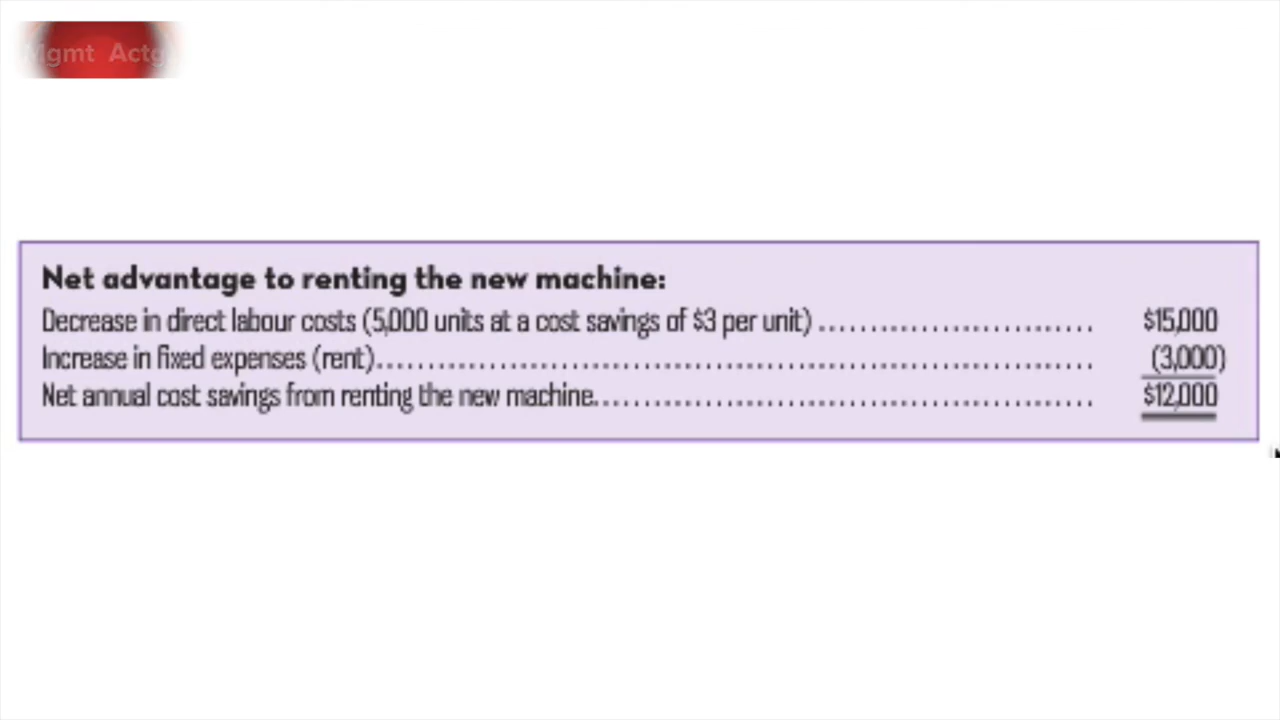 Mgmt Actg
Net advantage to renting the new machine:
Decrease in direct labour costs (5,000 units at a cost savings of $3 per unit) .......................... $15,000
Increase in fixed expenses (rent)...................................................................... (3,000)
Net annual cost savings from renting the new machine................................................ $12,000